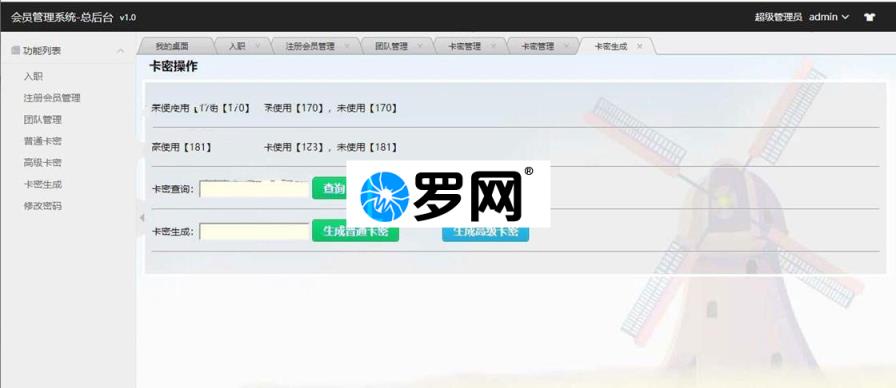 会员管理系统-总后台 v1.0
超级管理员 admin
功能列表
入职
注册会员管理
团队管理
普通卡密
高级卡密
卡密生成
修改密码
我的桌面 入职 注册会员管理 团队管理 卡密管理 卡密管理 卡密生成
卡密操作
使用【170】 使用【170】，未使用【170】
使用【181】 卡使用【123】，未使用【181】
卡密查询： 查询
罗网®
卡密生成： 生成普通卡密 生成高级卡密